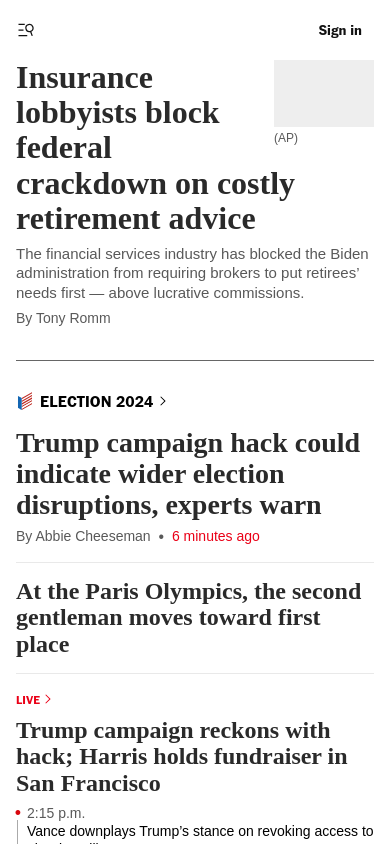 Sign in
Insurance
lobbyists block
federal
crackdown on costly
retirement advice
(AP)
The financial services industry has blocked the Biden
administration from requiring brokers to put retirees’
needs first — above lucrative commissions.
By Tony Romm
ELECTION 2024
Trump campaign hack could
indicate wider election
disruptions, experts warn
By Abbie Cheeseman • 6 minutes ago
At the Paris Olympics, the second
gentleman moves toward first
place
LIVE
Trump campaign reckons with
hack; Harris holds fundraiser in
San Francisco
2:15 p.m.
Vance downplays Trump’s stance on revoking access to